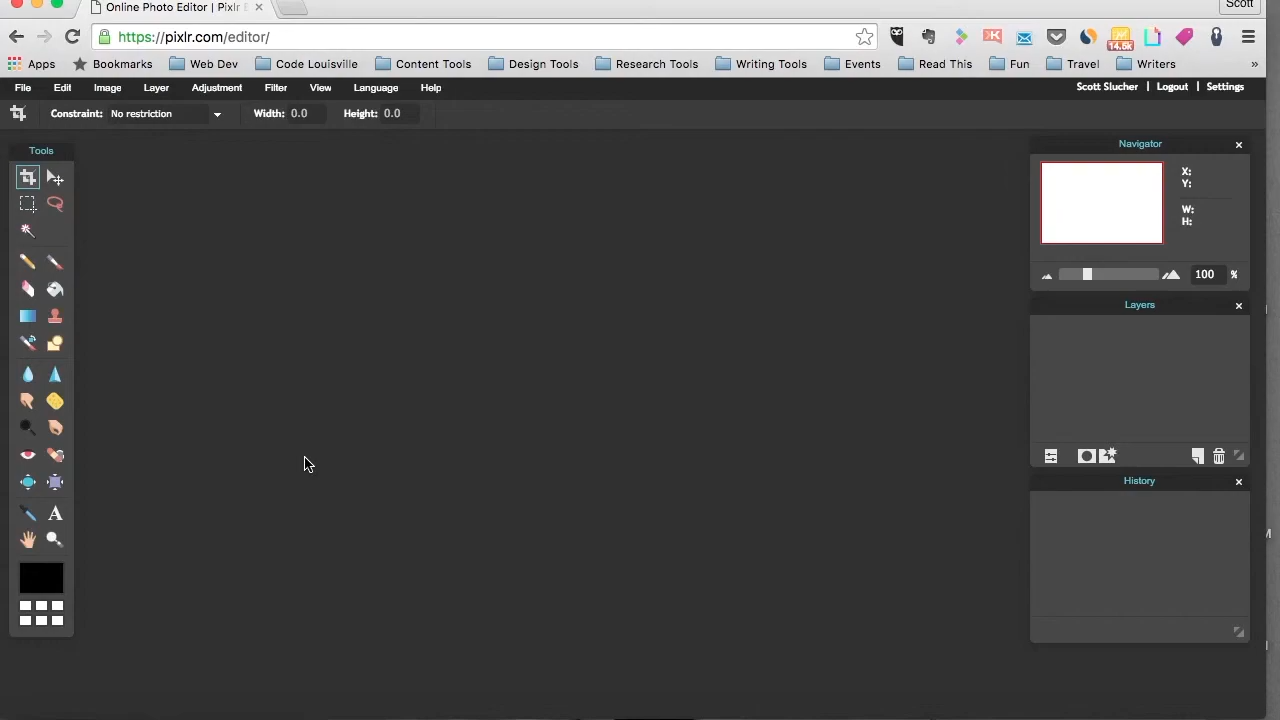 Scott
Online Photo Editor | Pixlr E
https://pixlr.com/editor/
14.5k
Apps Bookmarks Web Dev Code Louisville Content Tools Design Tools Research Tools Writing Tools Events Read This Fun Travel Writers »
File Edit Image Layer Adjustment Filter View Language Help Scott Slucher | Logout | Settings
Constraint: No restriction Width: 0.0 Height: 0.0
Tools
A
Navigator
X:
Y:
W:
H:
100 %
Layers
History
M